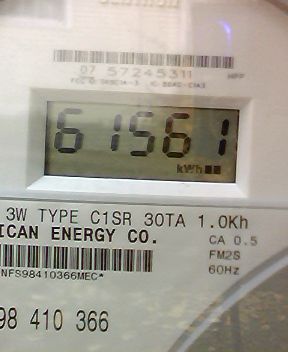 07 57245311 MPP
61561
kWh
3W TYPE C1SR 30TA 1.0Kh
ICAN ENERGY CO.
CA 0.5
FM2S
NFS98410366MEC*
60Hz
98 410 366